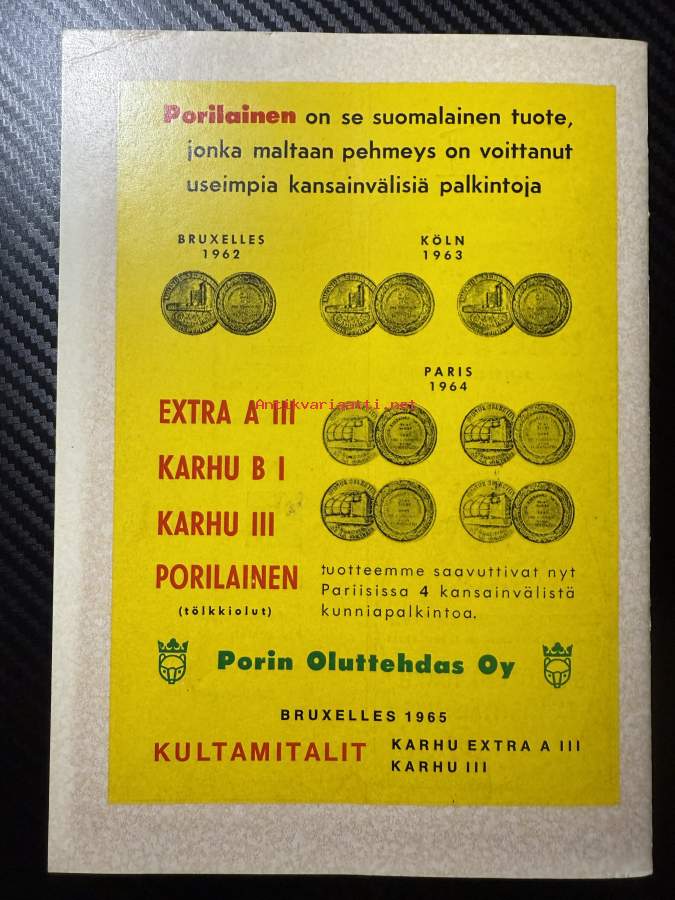 Porilainen on se suomalainen tuote,
jonka maltaan pehmeys on voittanut
useimpia kansainvälisiä palkintoja
BRUXELLES
1962
KÖLN
1963
PARIS
1964
Antikvariaatti.net
EXTRA A III
KARHU B I
KARHU III
PORILAINEN
(tölkkiolut)
tuotteemme saavuttivat nyt
Pariisissa 4 kansainvälistä
kunniapalkintoa.
Porin Oluttehdas Oy
BRUXELLES 1965
KULTAMITALIT
KARHU EXTRA A III
KARHU III